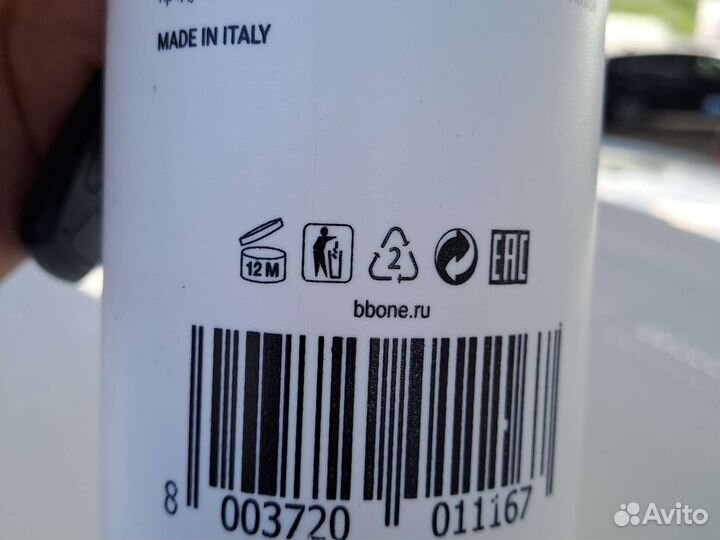 MADE IN ITALY
12 M
2
EAC
bbone.ru
8 003720 011167
Avito